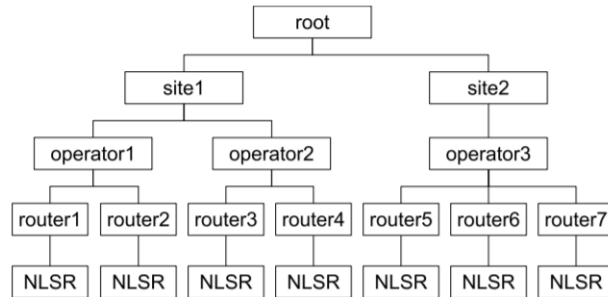 root
site1 site2
operator1 operator2 operator3
router1 router2 router3 router4 router5 router6 router7
NLSR NLSR NLSR NLSR NLSR NLSR NLSR